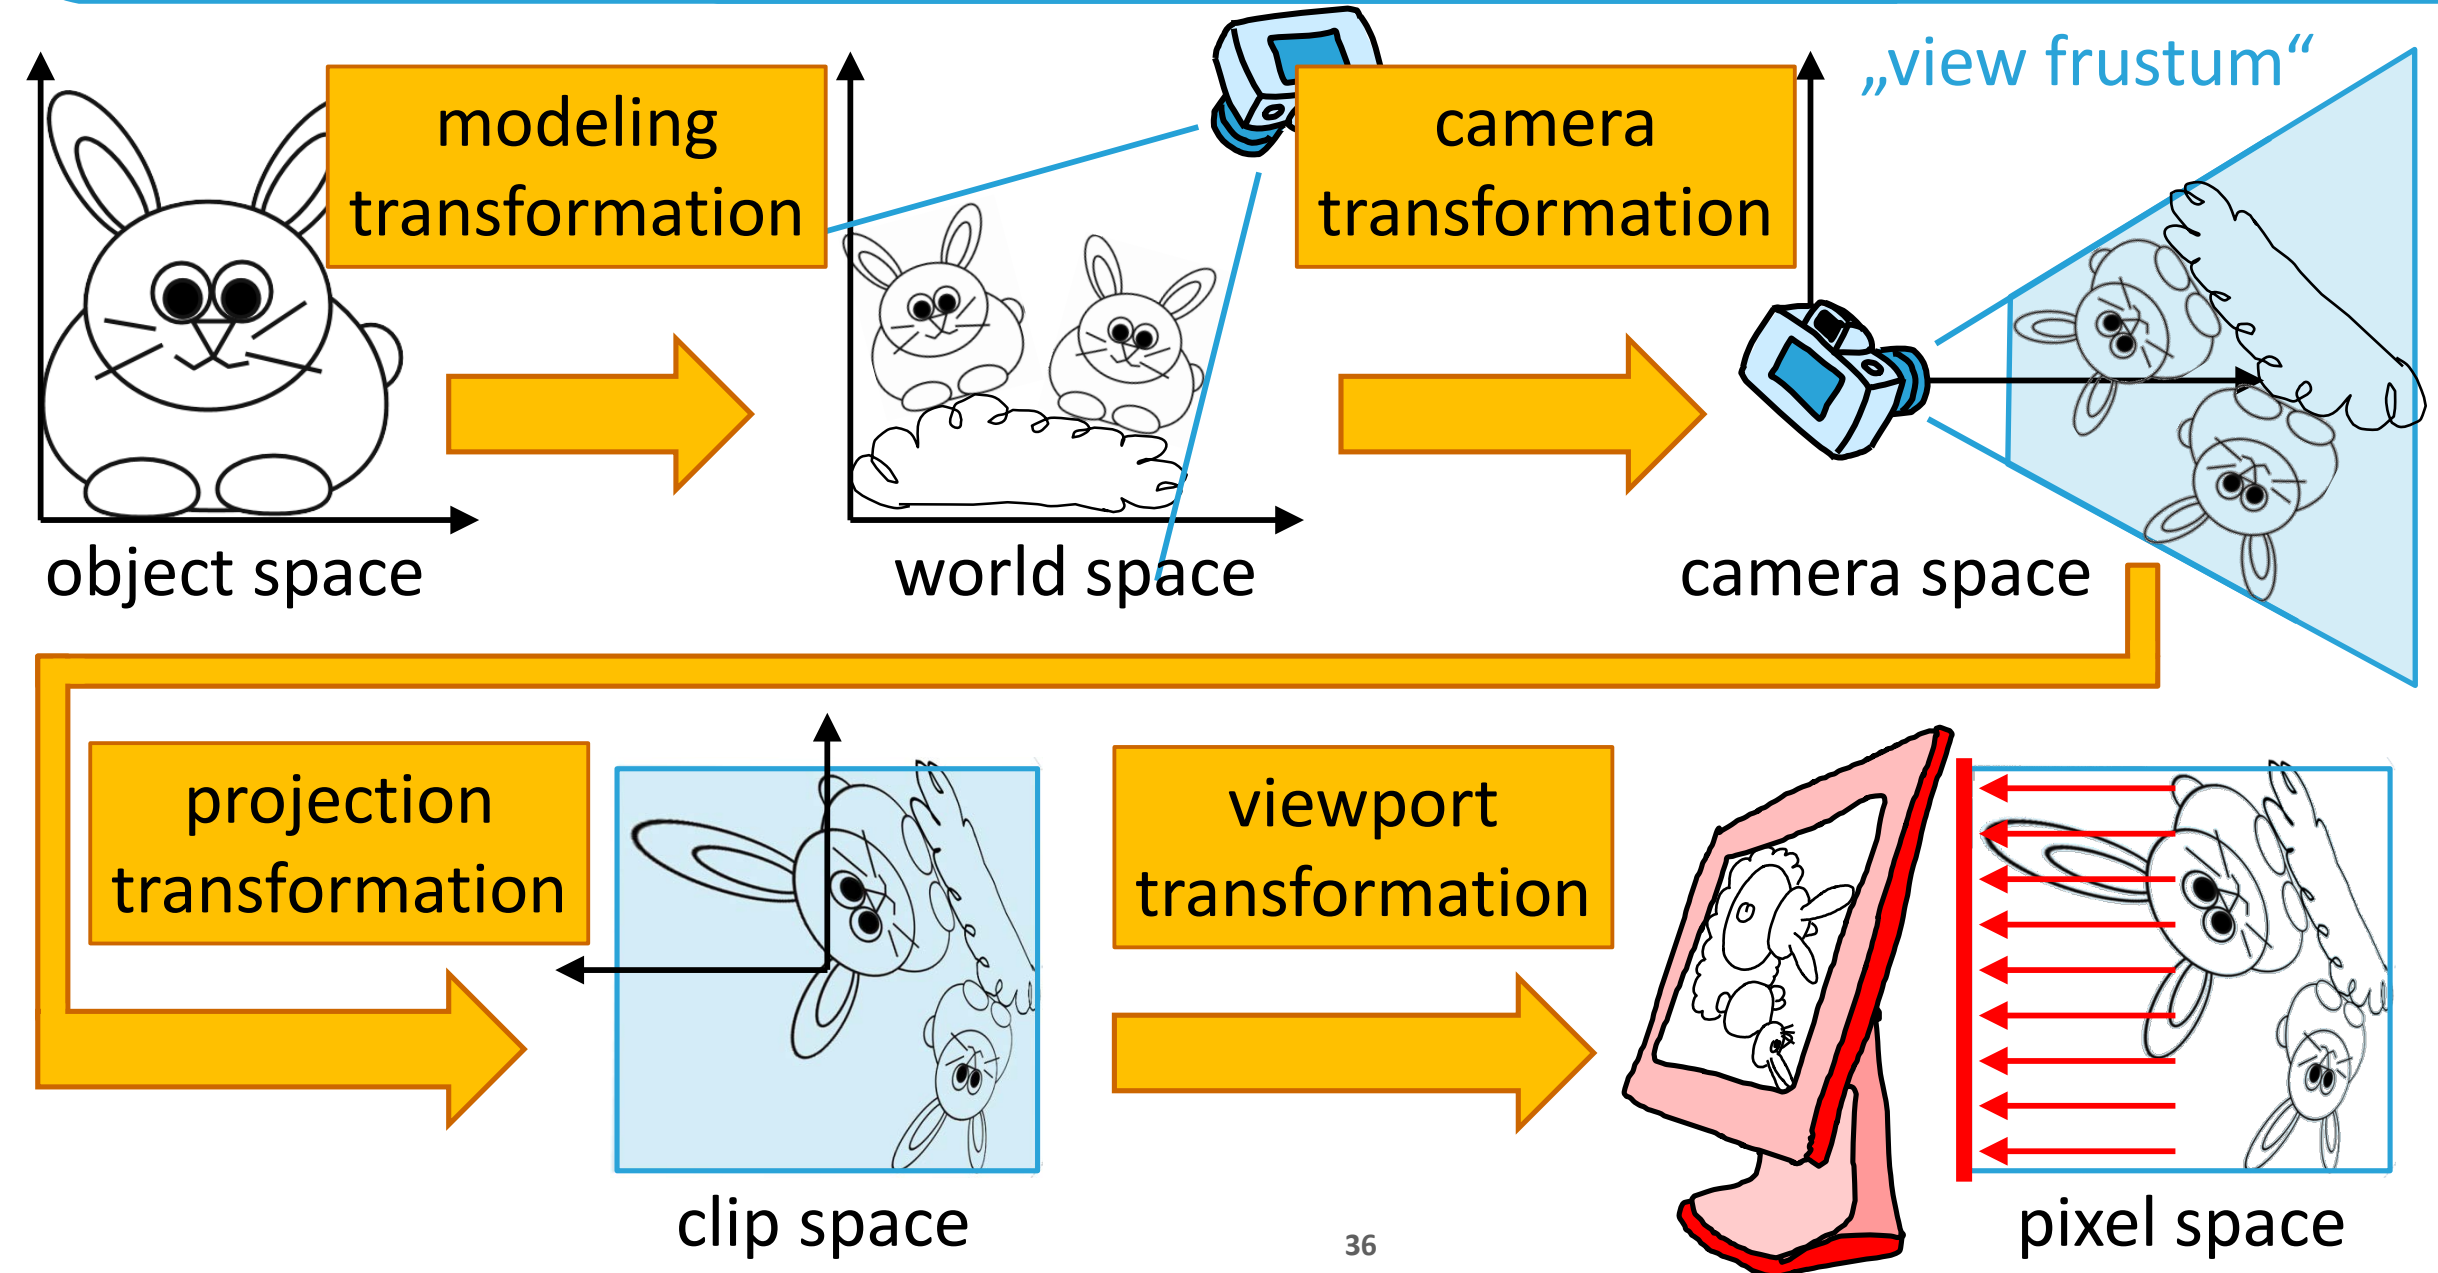 modeling
transformation
camera
transformation
„view frustum“
object space
world space
camera space
projection
transformation
viewport
transformation
clip space
pixel space
36